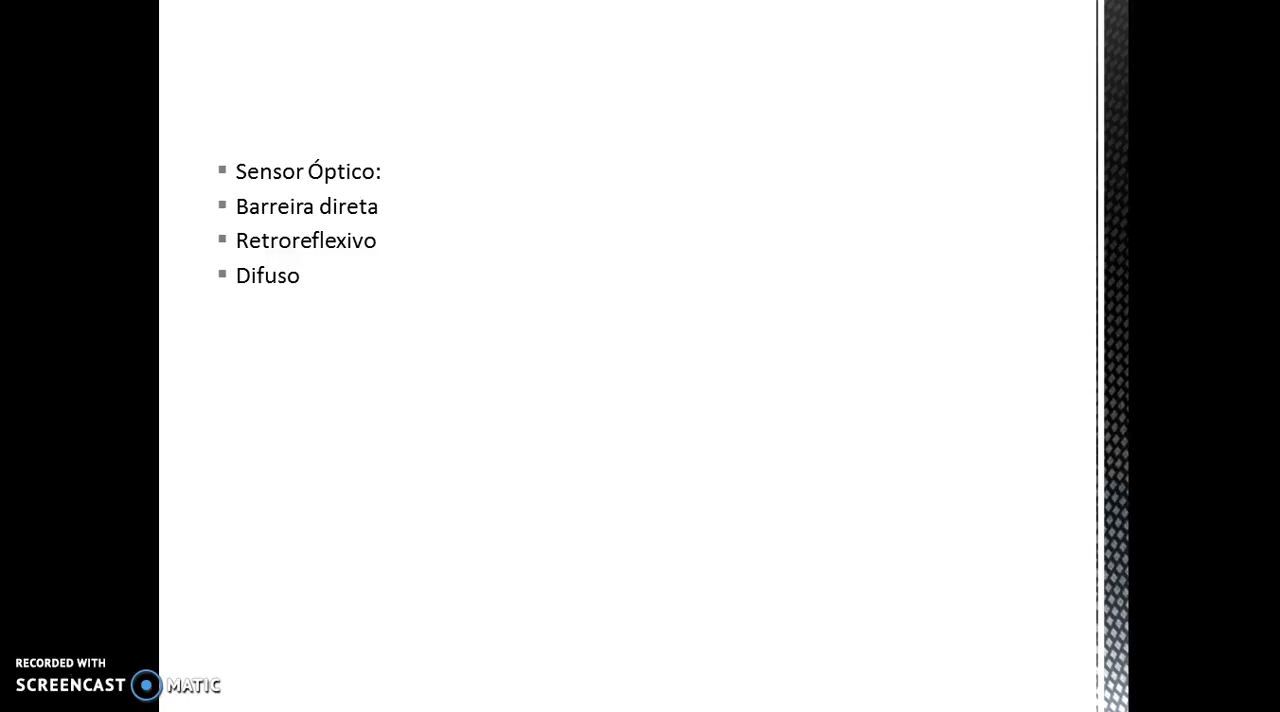 Sensor Óptico:
Barreira direta
Retroreflexivo
Difuso
RECORDED WITH
SCREENCAST MATIC